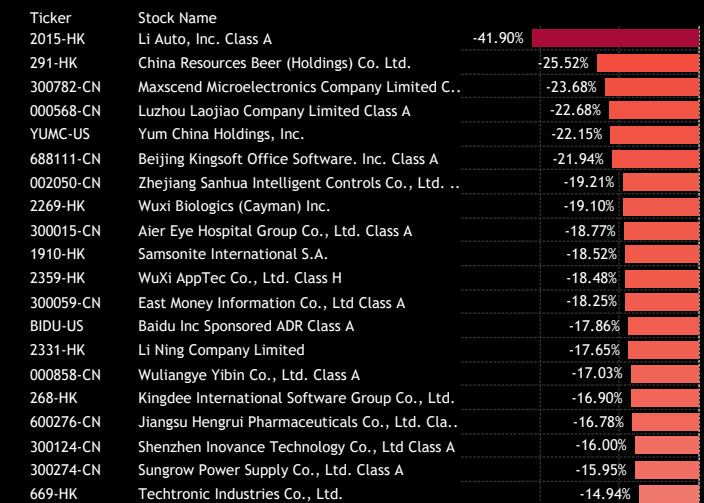 Ticker Stock Name
2015-HK Li Auto, Inc. Class A -41.90%
291-HK China Resources Beer (Holdings) Co. Ltd. -25.52%
300782-CN Maxscend Microelectronics Company Limited C.. -23.68%
000568-CN Luzhou Laojiao Company Limited Class A -22.68%
YUMC-US Yum China Holdings, Inc. -22.15%
688111-CN Beijing Kingsoft Office Software. Inc. Class A -21.94%
002050-CN Zhejiang Sanhua Intelligent Controls Co., Ltd. .. -19.21%
2269-HK Wuxi Biologics (Cayman) Inc. -19.10%
300015-CN Aier Eye Hospital Group Co., Ltd. Class A -18.77%
1910-HK Samsonite International S.A. -18.52%
2359-HK WuXi AppTec Co., Ltd. Class H -18.48%
300059-CN East Money Information Co., Ltd Class A -18.25%
BIDU-US Baidu Inc Sponsored ADR Class A -17.86%
2331-HK Li Ning Company Limited -17.65%
000858-CN Wuliangye Yibin Co., Ltd. Class A -17.03%
268-HK Kingdee International Software Group Co., Ltd. -16.90%
600276-CN Jiangsu Hengrui Pharmaceuticals Co., Ltd. Cla.. -16.78%
300124-CN Shenzhen Inovance Technology Co., Ltd Class A -16.00%
300274-CN Sungrow Power Supply Co., Ltd. Class A -15.95%
669-HK Techtronic Industries Co., Ltd. -14.94%